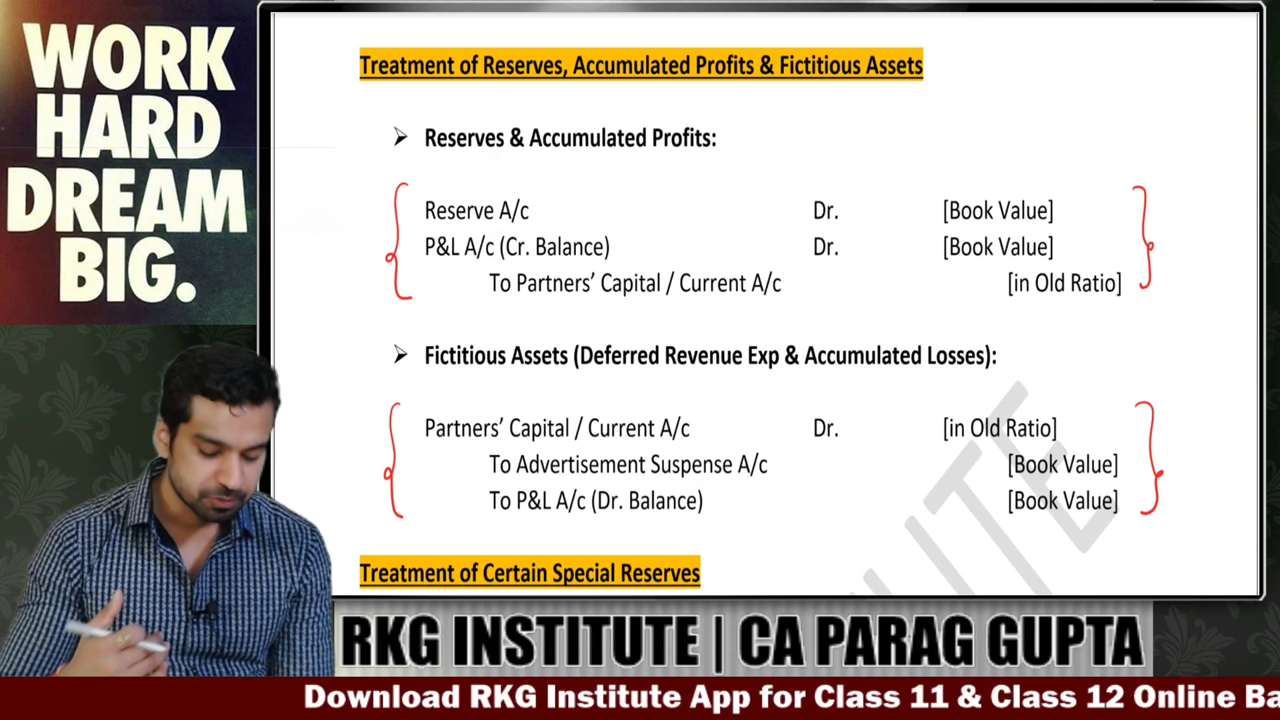 WORK
HARD
DREAM
BIG.
Treatment of Reserves, Accumulated Profits & Fictitious Assets
➢ Reserves & Accumulated Profits:
Reserve A/c Dr. [Book Value]
P&L A/c (Cr. Balance) Dr. [Book Value]
To Partners’ Capital / Current A/c [in Old Ratio]
➢ Fictitious Assets (Deferred Revenue Exp & Accumulated Losses):
Partners’ Capital / Current A/c Dr. [in Old Ratio]
To Advertisement Suspense A/c [Book Value]
To P&L A/c (Dr. Balance) [Book Value]
Treatment of Certain Special Reserves
RKG INSTITUTE | CA PARAG GUPTA
Download RKG Institute App for Class 11 & Class 12 Online Ba